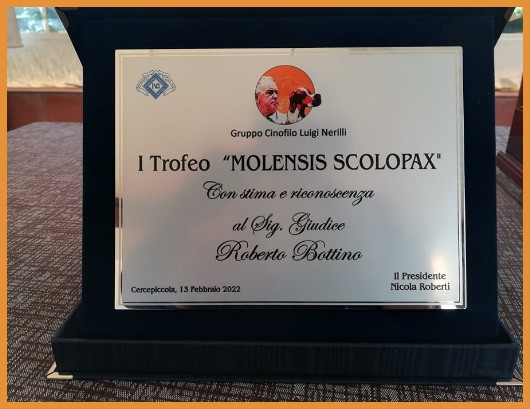 Gruppo Cinofilo Luigi Nerilli
I Trofeo "MOLENSIS SCOLOPAX"
Con stima e riconoscenza
al Sig. Giudice
Roberto Bottino
Il Presidente
Cercepiccola, 13 Febbraio 2022
Nicola Roberti